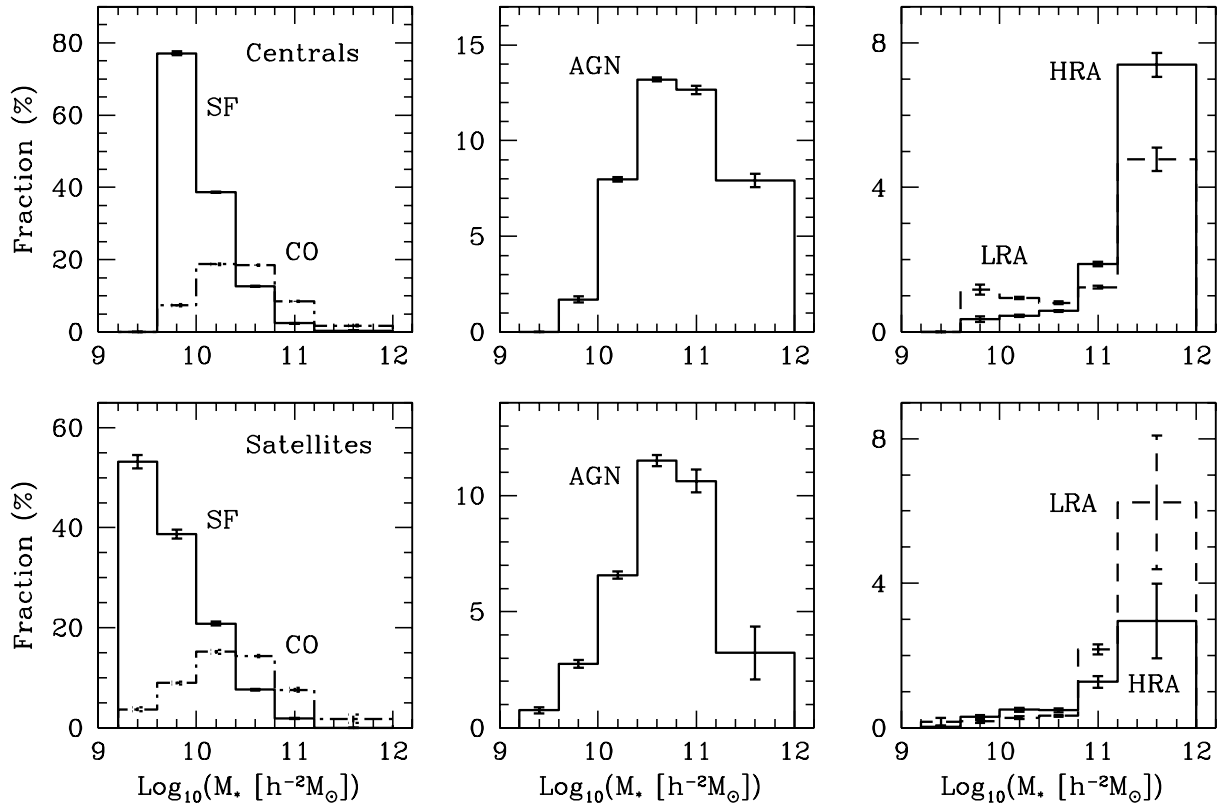 80
60
40
20
0
Fraction (%)
Centrals
SF
CO
9 10 11 12
15
10
5
0
AGN
9 10 11 12
8
4
0
HRA
LRA
9 10 11 12
60
40
20
0
Fraction (%)
Satellites
SF
CO
9 10 11 12
Log₁₀(M* [h⁻²M☉])
10
5
0
AGN
9 10 11 12
Log₁₀(M* [h⁻²M☉])
8
4
0
LRA
HRA
9 10 11 12
Log₁₀(M* [h⁻²M☉])